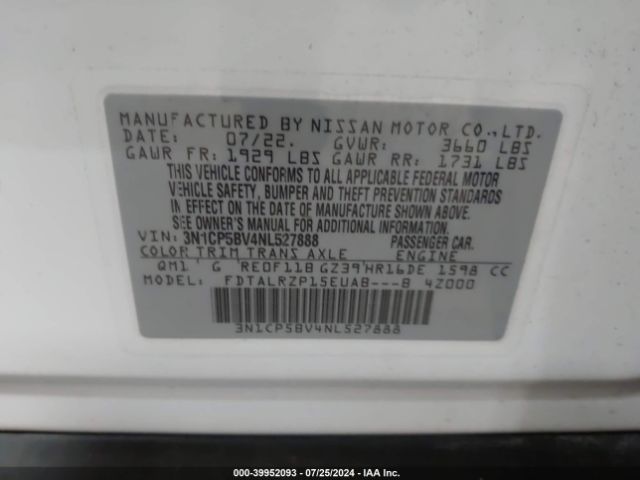 MANUFACTURED BY NISSAN MOTOR CO., LTD.
DATE: 07/22. GVWR: 3660 LBS
GAWR FR: 1929 LBS GAWR RR: 1731 LBS
THIS VEHICLE CONFORMS TO ALL APPLICABLE FEDERAL MOTOR
VEHICLE SAFETY, BUMPER AND THEFT PREVENTION STANDARDS
IN EFFECT ON THE DATE OF MANUFACTURE SHOWN ABOVE.
SEE OWNER'S MANUAL FOR ADDITIONAL INFORMATION.
VIN: 3N1CP5BV4NL527888 PASSENGER CAR.
COLOR TRIM TRANS AXLE ENGINE
QM1 G RE0F11B GZ39 HR16DE 1598 CC
MODEL: FDTALRZP15EUAB---B 4Z000
3N1CP5BV4NL527888
000-39952093 - 07/25/2024 - IAA Inc.